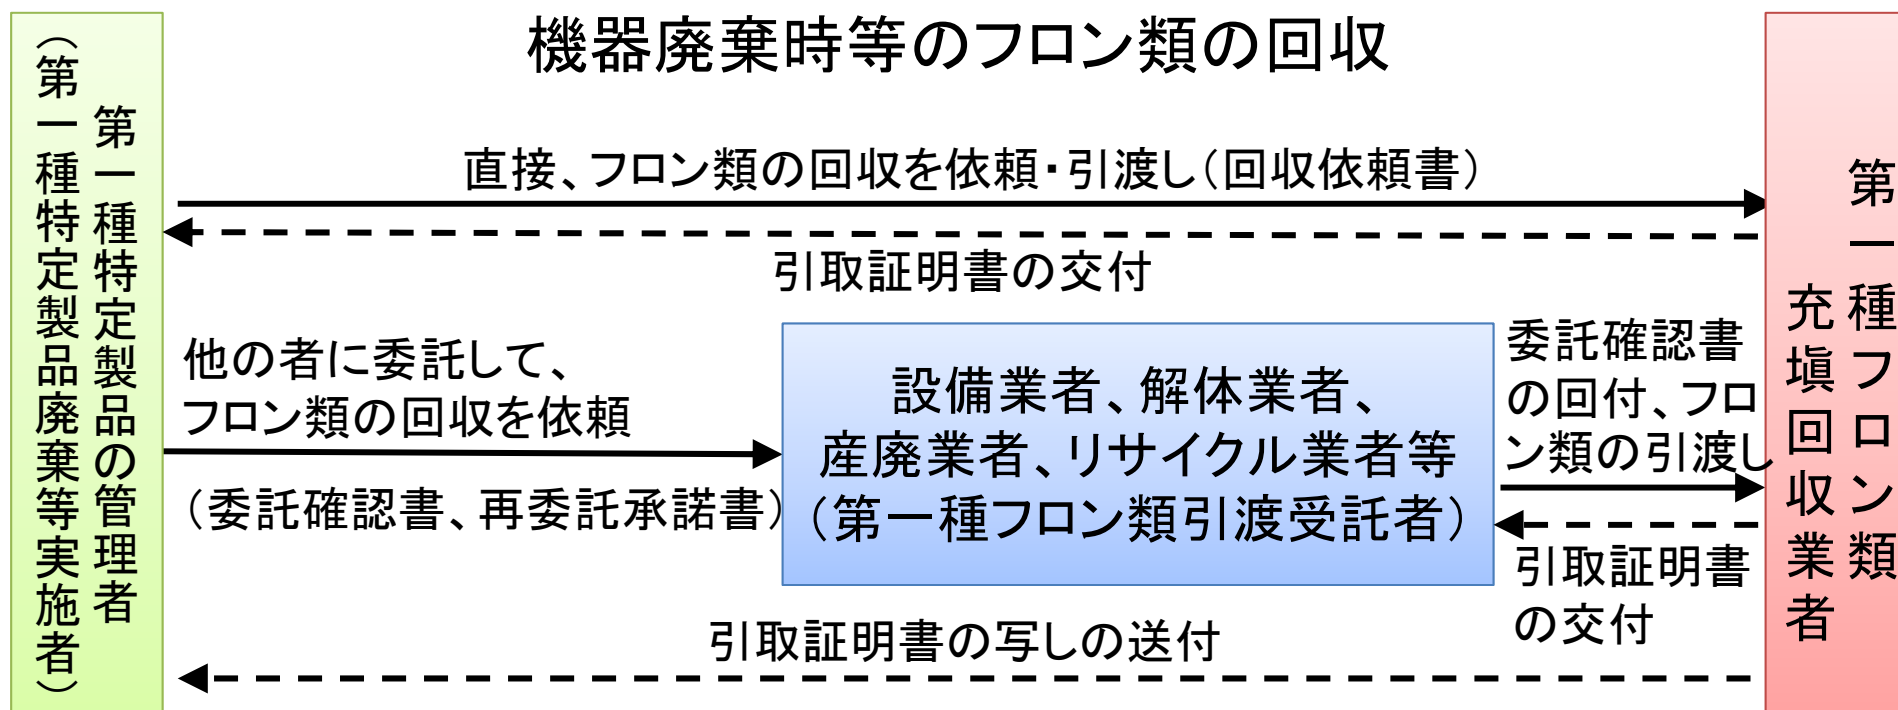 機器廃棄時等のフロン類の回収
第一種特定製品の管理者
（第一種特定製品廃棄等実施者）
直接、フロン類の回収を依頼・引渡し（回収依頼書）
引取証明書の交付
他の者に委託して、
フロン類の回収を依頼
（委託確認書、再委託承諾書）
設備業者、解体業者、
産廃業者、リサイクル業者等
（第一種フロン類引渡受託者）
委託確認書
の回付、フロ
ン類の引渡し
引取証明書
の交付
引取証明書の写しの送付
第一種フロン類
充塡回収業者